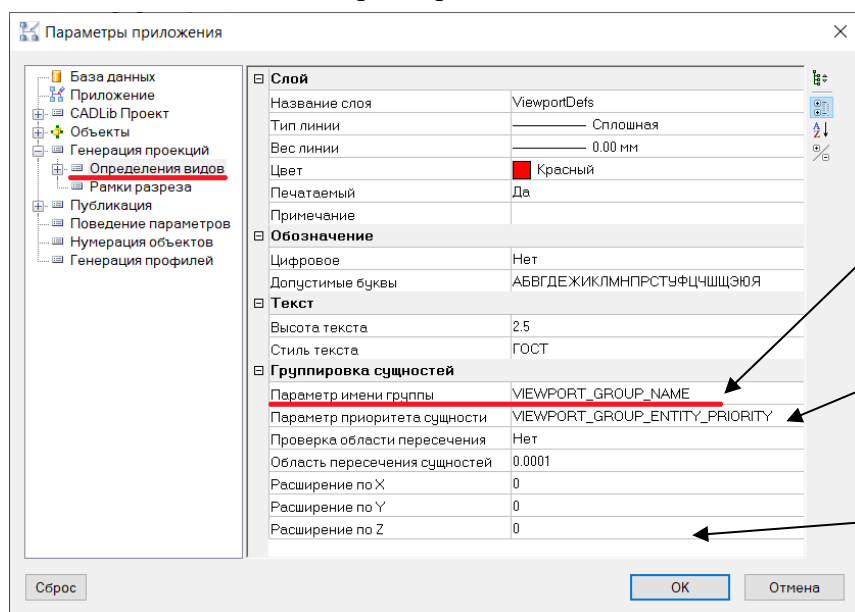 Параметры приложения
База данных
Приложение
CADLib Проект
Объекты
Генерация проекций
Определения видов
Рамки разреза
Публикация
Поведение параметров
Нумерация объектов
Генерация профилей
Слой
Название слоя ViewportDefs
Тип линии Сплошная
Вес линии 0.00 мм
Цвет Красный
Печатаемый Да
Примечание
Обозначение
Цифровое Нет
Допустимые буквы АБВГДЕЖИКЛМНПРСТУФЦЧШЩЭЮЯ
Текст
Высота текста 2.5
Стиль текста ГОСТ
Группировка сущностей
Параметр имени группы VIEWPORT_GROUP_NAME
Параметр приоритета сущности VIEWPORT_GROUP_ENTITY_PRIORITY
Проверка области пересечения Нет
Область пересечения сущностей 0.0001
Расширение по X 0
Расширение по Y 0
Расширение по Z 0
Сброс OK Отмена